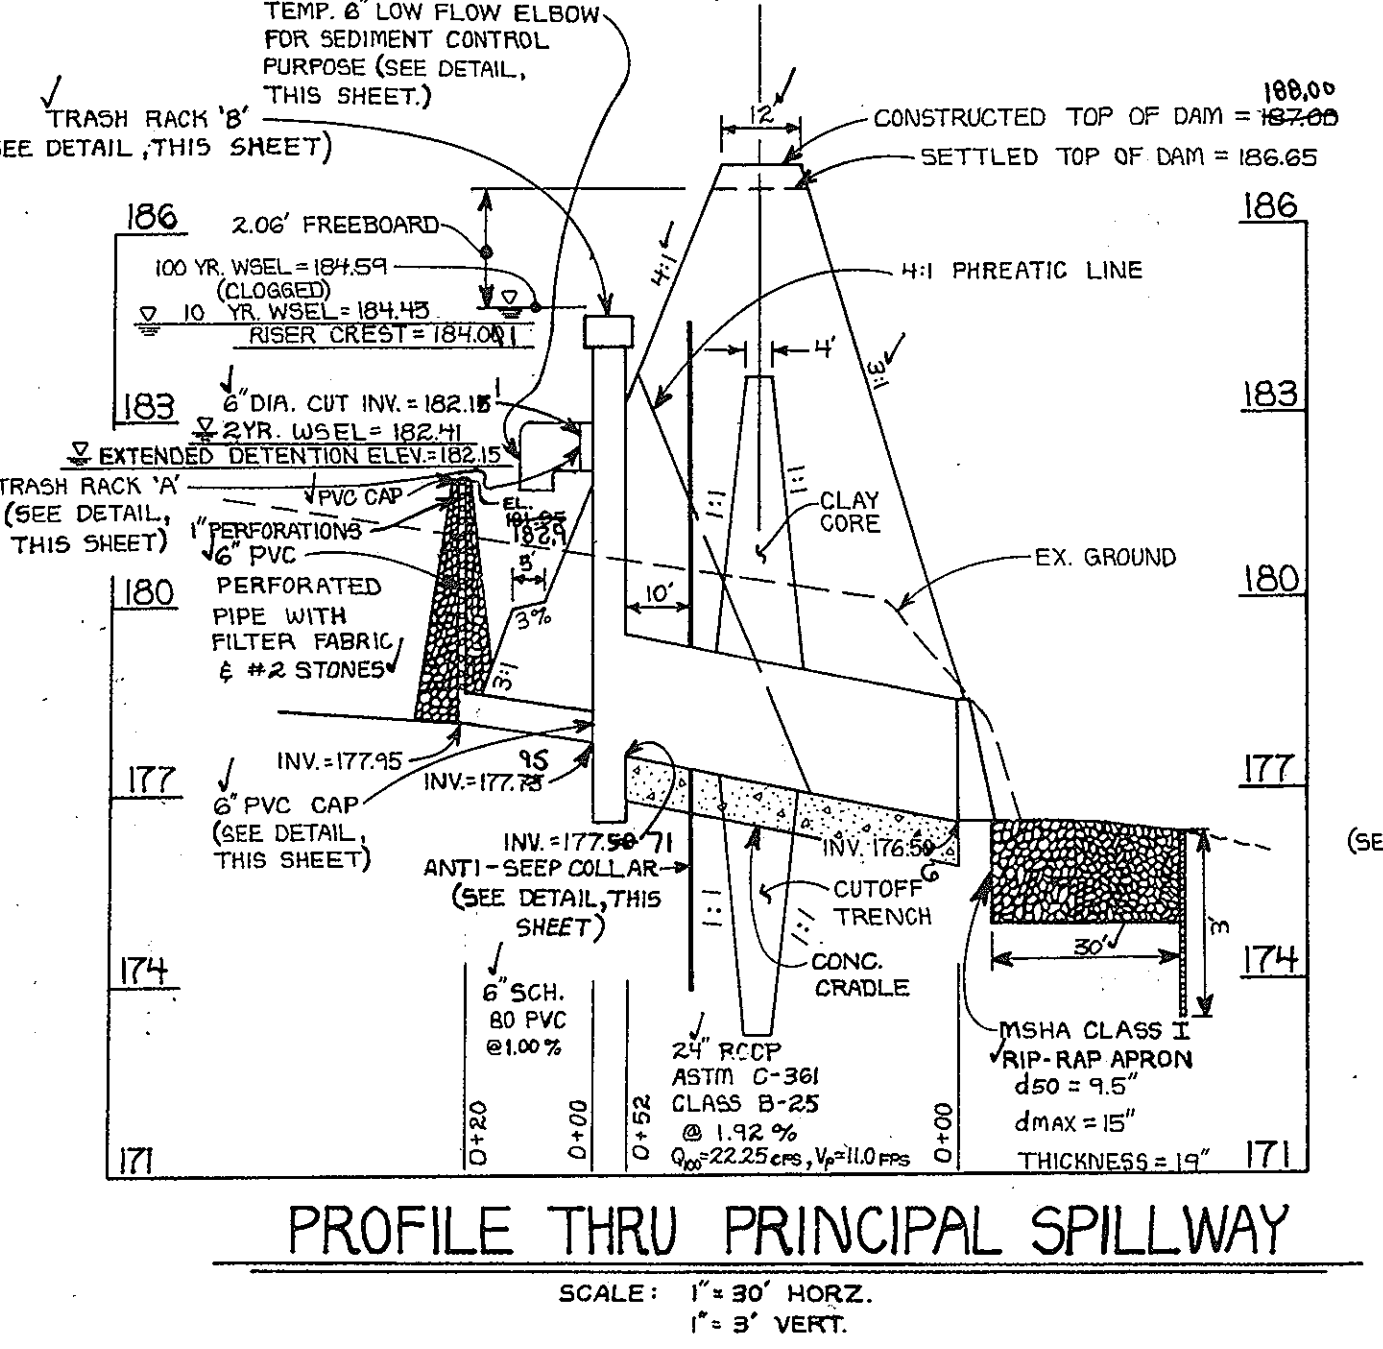 TEMP. 6" LOW FLOW ELBOW
FOR SEDIMENT CONTROL
PURPOSE (SEE DETAIL,
THIS SHEET.)
TRASH RACK 'B'
SEE DETAIL, THIS SHEET)
12'
188.00
CONSTRUCTED TOP OF DAM = 187.00
SETTLED TOP OF DAM = 186.65
186
186
2.06' FREEBOARD
100 YR. WSEL = 184.59
(CLOGGED)
10 YR. WSEL = 184.43
RISER CREST = 184.00
4:1
4:1 PHREATIC LINE
4'
3:1
183
183
6" DIA. CUT INV. = 182.15
2YR. WSEL = 182.41
EXTENDED DETENTION ELEV.=182.15
TRASH RACK 'A'
(SEE DETAIL,
THIS SHEET)
PVC CAP
EL.
182.9
1" PERFORATIONS
1:1
1:1
CLAY
CORE
EX. GROUND
6" PVC
PERFORATED
PIPE WITH
FILTER FABRIC
& #2 STONES
180
180
3%
10'
3:1
INV.=177.95
95
INV.=177.75
177
177
6" PVC CAP
(SEE DETAIL,
THIS SHEET)
INV.=177.50 71
ANTI-SEEP COLLAR
(SEE DETAIL, THIS
SHEET)
INV. 176.50
6
CUTOFF
TRENCH
1:1
1:1
CONC.
CRADLE
(SE
3'
30'
174
174
6" SCH.
80 PVC
@1.00%
24" RCCP
ASTM C-361
CLASS B-25
@ 1.92%
Q100=22.25 CFS, Vp=11.0 FPS
MSHA CLASS I
RIP-RAP APRON
d50 = 9.5"
dmax = 15"
THICKNESS = 19"
0+20
0+00
0+52
0+00
171
171
PROFILE THRU PRINCIPAL SPILLWAY
SCALE: 1" = 30' HORZ.
1" = 3' VERT.